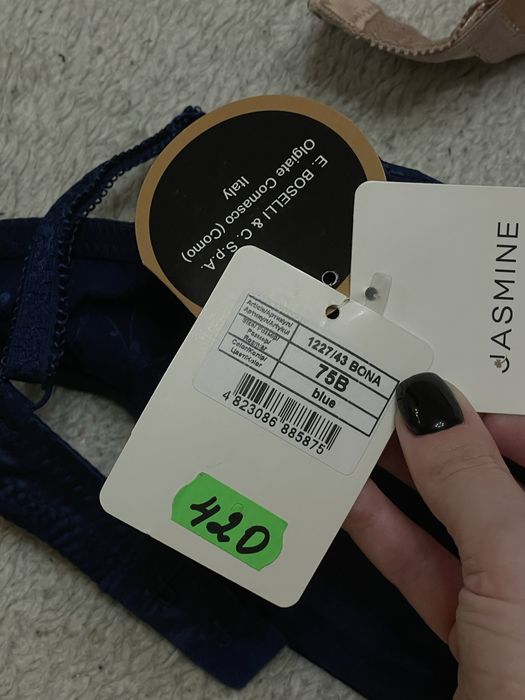 E. BOSELLI & C. S.p.A.
Olgiate Comasco (Como)
Italy
JASMINE
1227/43 BONA
75B
blue
4 823086 885875
420